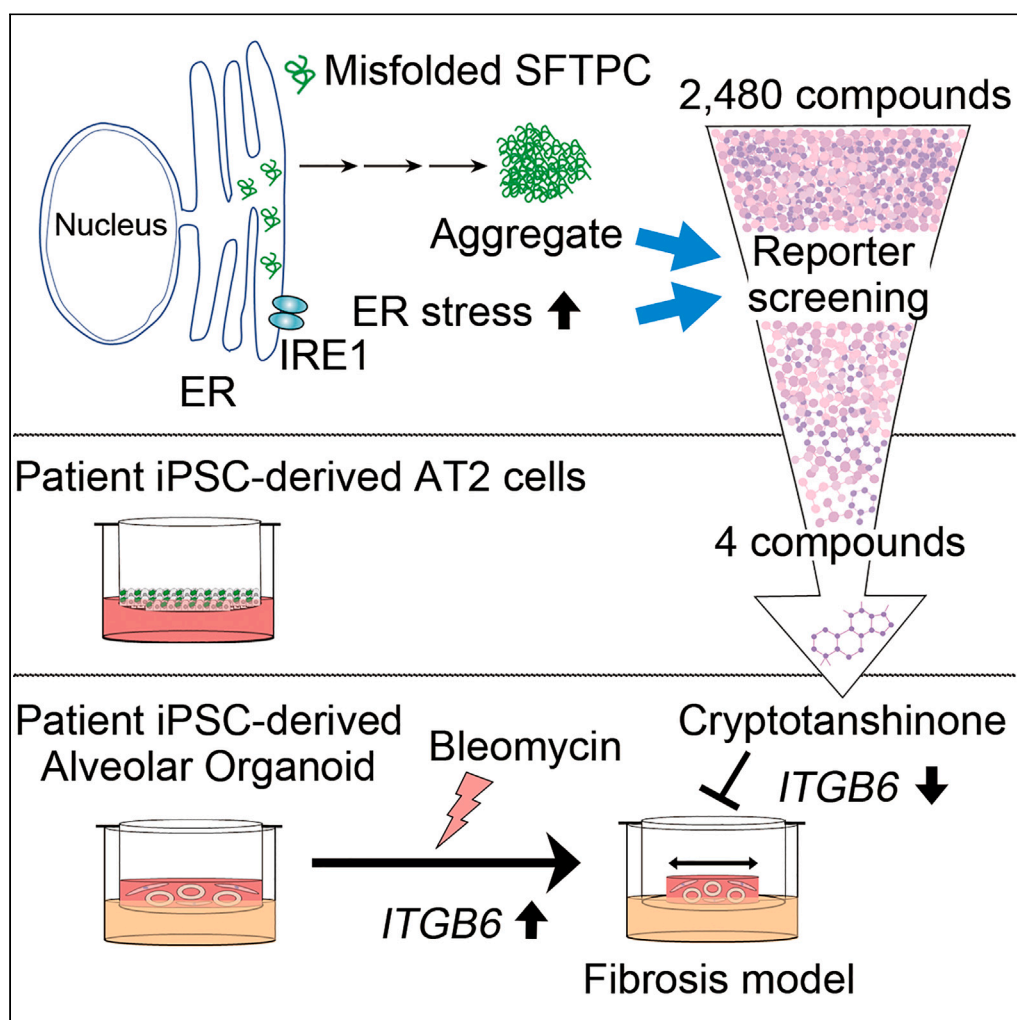 Misfolded SFTPC
2,480 compounds
Nucleus
Aggregate
Reporter
screening
ER stress
IRE1
ER
Patient iPSC-derived AT2 cells
4 compounds
Patient iPSC-derived
Alveolar Organoid
Bleomycin
Cryptotanshinone
ITGB6
ITGB6
Fibrosis model